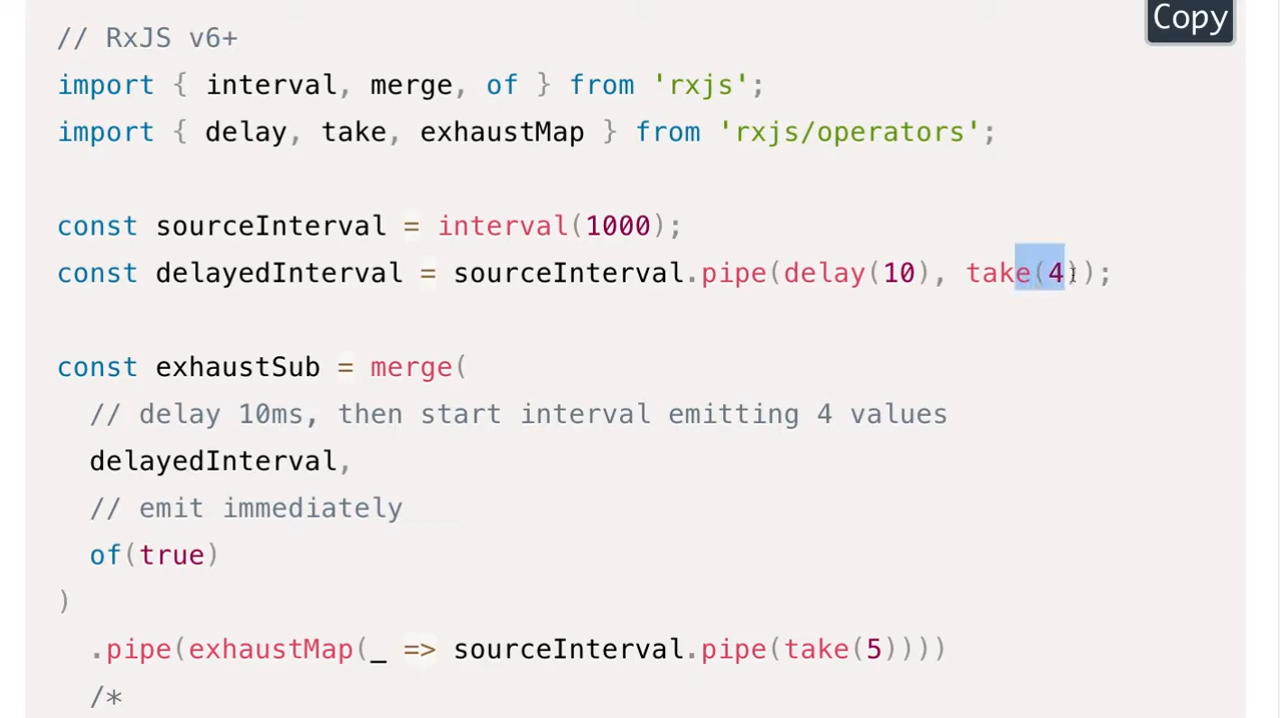 Copy
// RxJS v6+
import { interval, merge, of } from 'rxjs';
import { delay, take, exhaustMap } from 'rxjs/operators';
const sourceInterval = interval(1000);
const delayedInterval = sourceInterval.pipe(delay(10), take(4));
const exhaustSub = merge(
// delay 10ms, then start interval emitting 4 values
delayedInterval,
// emit immediately
of(true)
)
.pipe(exhaustMap(_ => sourceInterval.pipe(take(5))))
/*